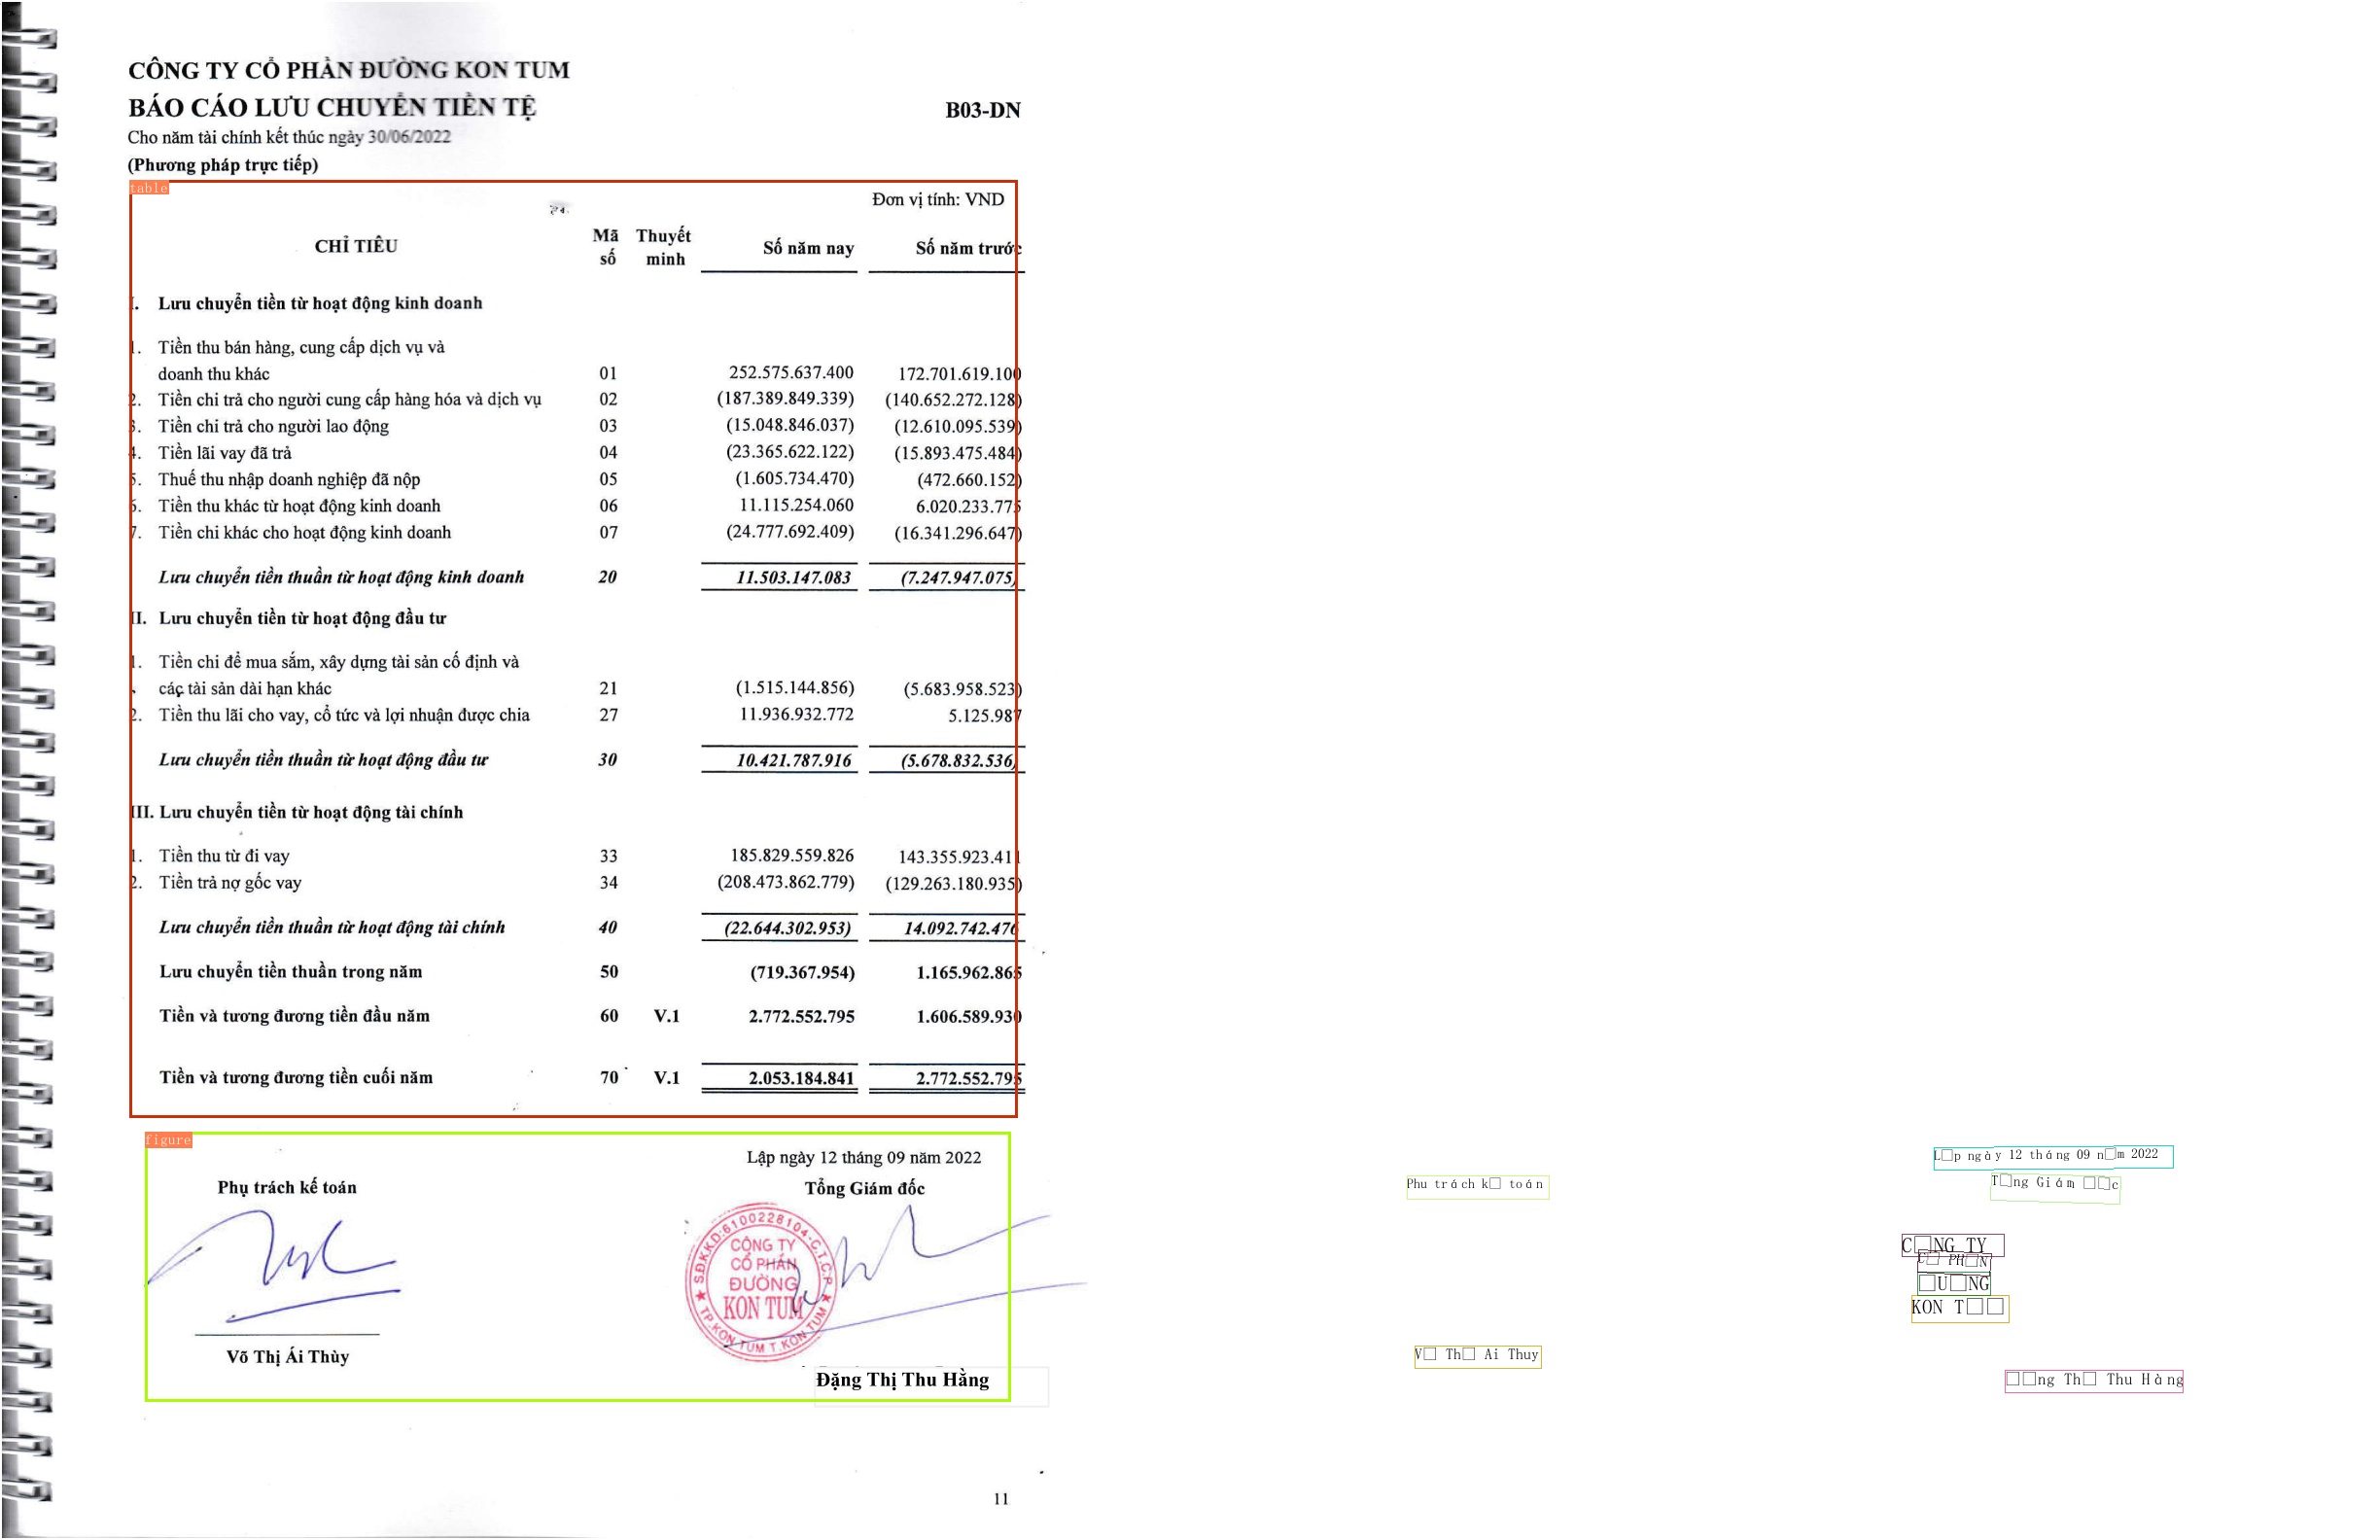 CÔNG TY CỔ PHẦN ĐƯỜNG KON TUM
BÁO CÁO LƯU CHUYỂN TIỀN TỆ
B03-DN
Cho năm tài chính kết thúc ngày 30/06/2022
(Phương pháp trực tiếp)
table
Đơn vị tính: VND
CHỈ TIÊU Mã số Thuyết minh Số năm nay Số năm trước
I. Lưu chuyển tiền từ hoạt động kinh doanh
1. Tiền thu bán hàng, cung cấp dịch vụ và
doanh thu khác 01 252.575.637.400 172.701.619.100
2. Tiền chi trả cho người cung cấp hàng hóa và dịch vụ 02 (187.389.849.339) (140.652.272.128)
3. Tiền chi trả cho người lao động 03 (15.048.846.037) (12.610.095.539)
4. Tiền lãi vay đã trả 04 (23.365.622.122) (15.893.475.484)
5. Thuế thu nhập doanh nghiệp đã nộp 05 (1.605.734.470) (472.660.152)
6. Tiền thu khác từ hoạt động kinh doanh 06 11.115.254.060 6.020.233.775
7. Tiền chi khác cho hoạt động kinh doanh 07 (24.777.692.409) (16.341.296.647)
Lưu chuyển tiền thuần từ hoạt động kinh doanh 20 11.503.147.083 (7.247.947.075)
II. Lưu chuyển tiền từ hoạt động đầu tư
1. Tiền chi để mua sắm, xây dựng tài sản cố định và
các tài sản dài hạn khác 21 (1.515.144.856) (5.683.958.523)
2. Tiền thu lãi cho vay, cổ tức và lợi nhuận được chia 27 11.936.932.772 5.125.987
Lưu chuyển tiền thuần từ hoạt động đầu tư 30 10.421.787.916 (5.678.832.536)
III. Lưu chuyển tiền từ hoạt động tài chính
1. Tiền thu từ đi vay 33 185.829.559.826 143.355.923.411
2. Tiền trả nợ gốc vay 34 (208.473.862.779) (129.263.180.935)
Lưu chuyển tiền thuần từ hoạt động tài chính 40 (22.644.302.953) 14.092.742.476
Lưu chuyển tiền thuần trong năm 50 (719.367.954) 1.165.962.865
Tiền và tương đương tiền đầu năm 60 V.1 2.772.552.795 1.606.589.930
Tiền và tương đương tiền cuối năm 70 V.1 2.053.184.841 2.772.552.795
figure
Lập ngày 12 tháng 09 năm 2022
Phụ trách kế toán Tổng Giám đốc
SĐKKD:6100228104-C.T.C.P
CÔNG TY
CỔ PHẦN
ĐƯỜNG
KON TUM
TP.KON TUM T.KON TUM
Võ Thị Ái Thùy
Đặng Thị Thu Hằng
11
L□p ngày 12 tháng 09 n□m 2022
Phu trách k□ toán
T□ng Giám □□c
C□NG TY
C□ PH□N
□U□NG
KON T□□
V□ Th□ Ai Thuy
□□ng Th□ Thu Hàng